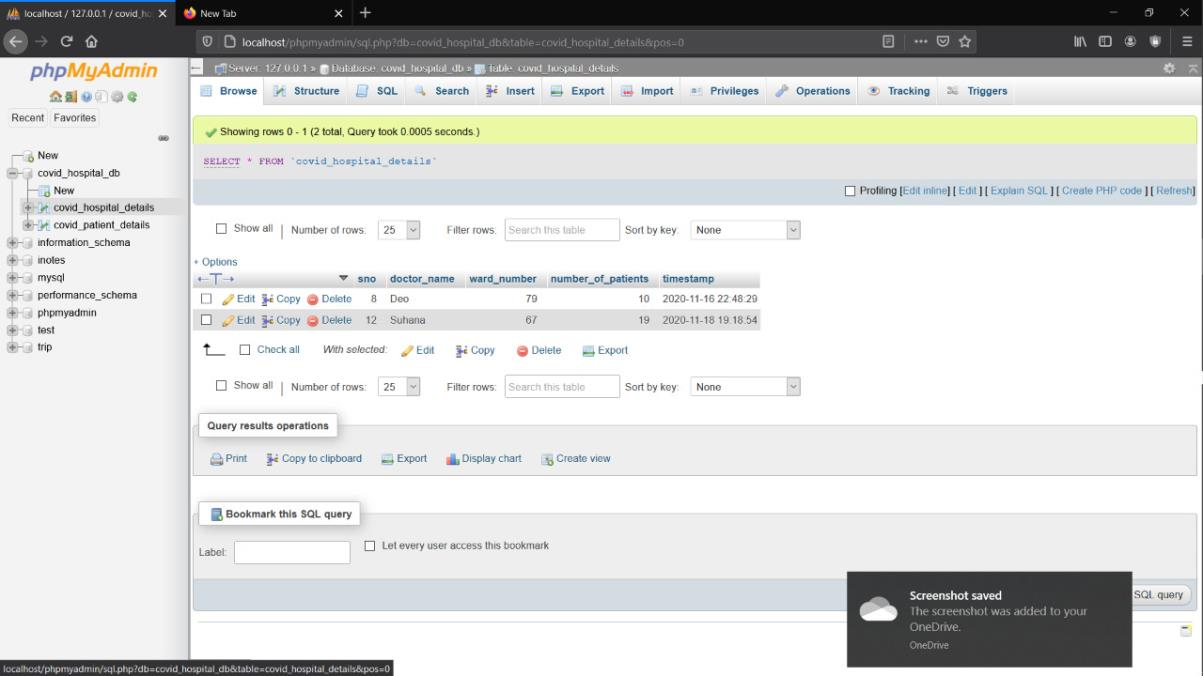 localhost / 127.0.0.1 / covid_ho
New Tab
localhost/phpmyadmin/sql.php?db=covid_hospital_db&table=covid_hospital_details&pos=0
phpMyAdmin
Recent Favorites
New
covid_hospital_db
New
covid_hospital_details
covid_patient_details
information_schema
inotes
mysql
performance_schema
phpmyadmin
test
trip
Server: 127.0.0.1 » Database: covid_hospital_db » Table: covid_hospital_details
Browse Structure SQL Search Insert Export Import Privileges Operations Tracking Triggers
Showing rows 0 - 1 (2 total, Query took 0.0005 seconds.)
SELECT * FROM `covid_hospital_details`
Profiling [Edit inline] [ Edit ] [ Explain SQL ] [ Create PHP code ] [ Refresh]
Show all | Number of rows: 25 Filter rows: Search this table Sort by key: None
+ Options
←T→ sno doctor_name ward_number number_of_patients timestamp
Edit Copy Delete 8 Deo 79 10 2020-11-16 22:48:29
Edit Copy Delete 12 Suhana 67 19 2020-11-18 19:18:54
Check all With selected: Edit Copy Delete Export
Show all | Number of rows: 25 Filter rows: Search this table Sort by key: None
Query results operations
Print Copy to clipboard Export Display chart Create view
Bookmark this SQL query
Label: Let every user access this bookmark
SQL query
Screenshot saved
The screenshot was added to your
OneDrive.
OneDrive
localhost/phpmyadmin/sql.php?db=covid_hospital_db&table=covid_hospital_details&pos=0